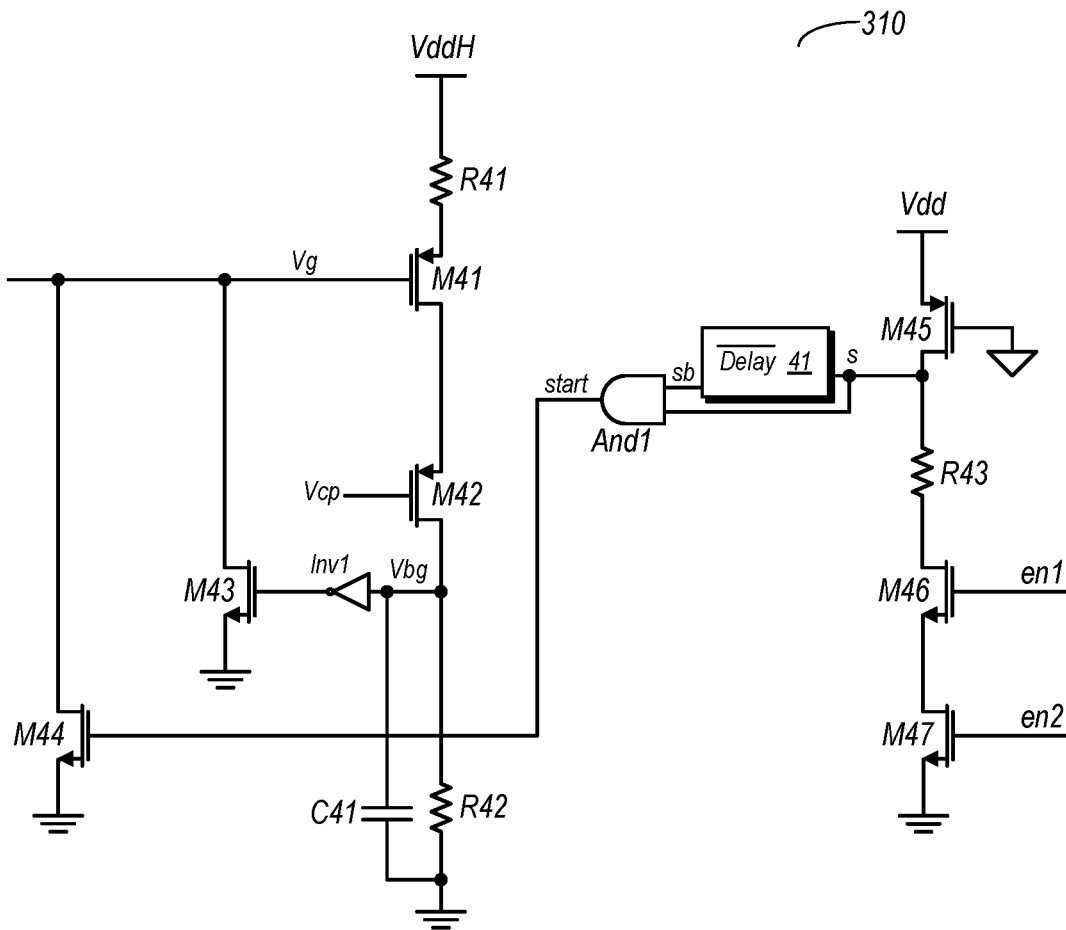 310
VddH
R41
Vdd
Vg
M41
M45
Delay 41
s
sb
start
And1
R43
Vcp
M42
Inv1
Vbg
M43
M46
en1
M44
M47
en2
C41
R42